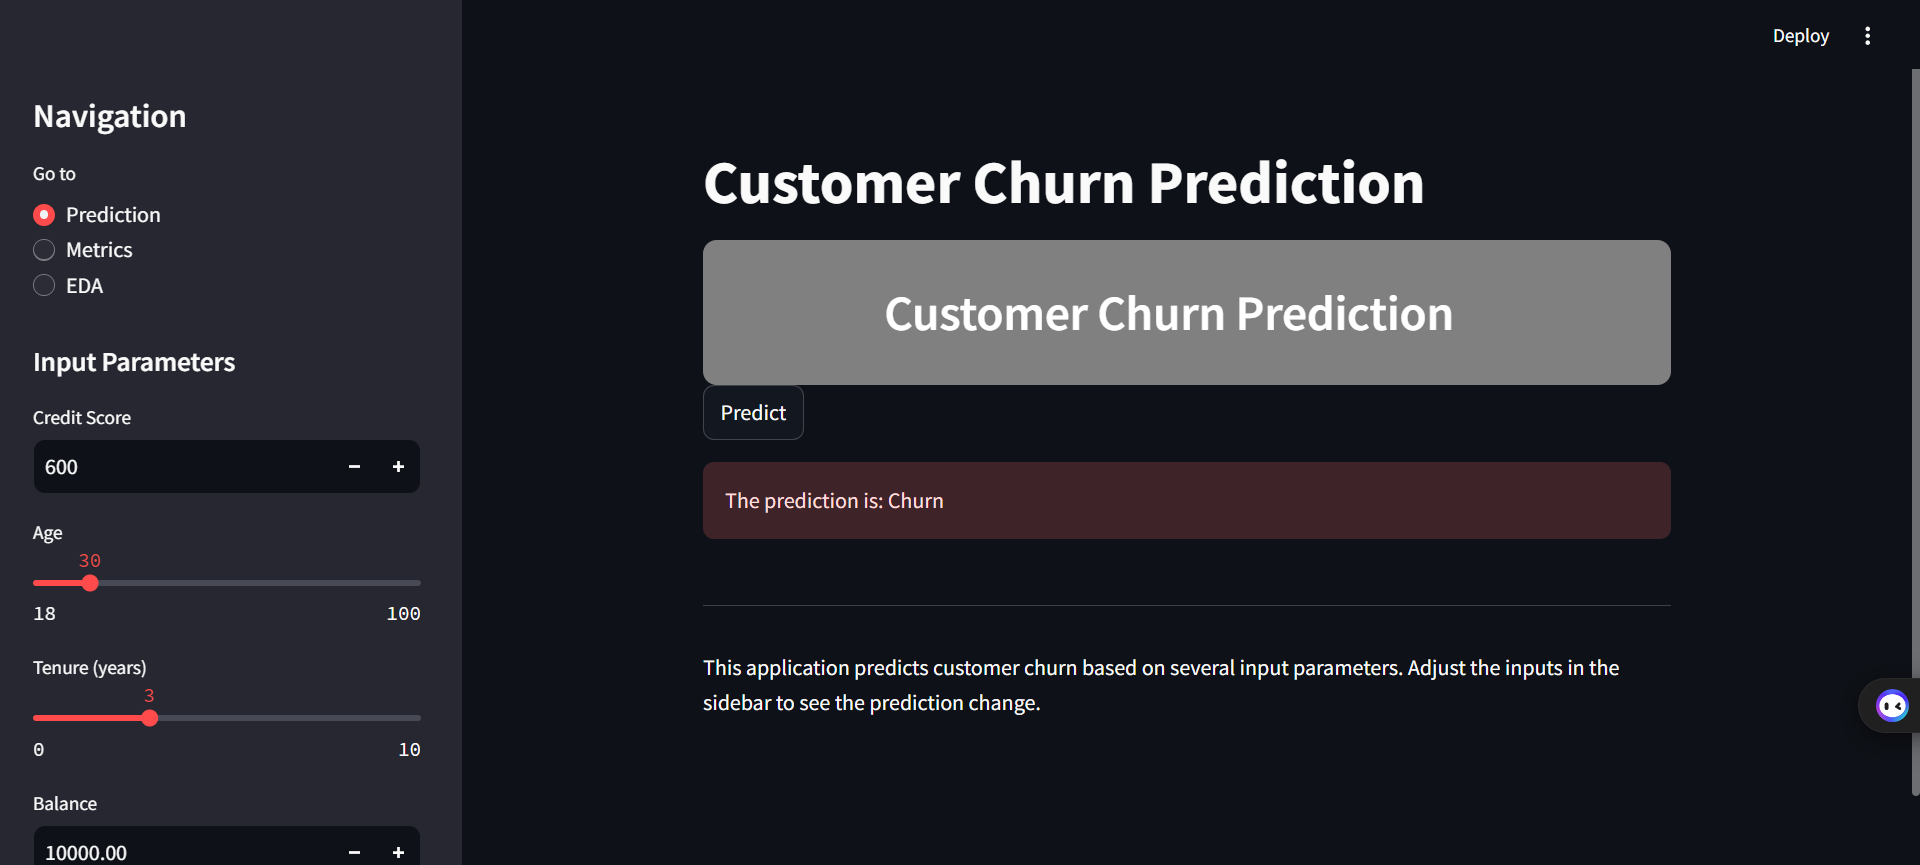 Deploy
Navigation
Go to
Prediction
Metrics
EDA
Input Parameters
Credit Score
600
Age
30
18 100
Tenure (years)
3
0 10
Balance
10000.00
Customer Churn Prediction
Customer Churn Prediction
Predict
The prediction is: Churn
This application predicts customer churn based on several input parameters. Adjust the inputs in the
sidebar to see the prediction change.